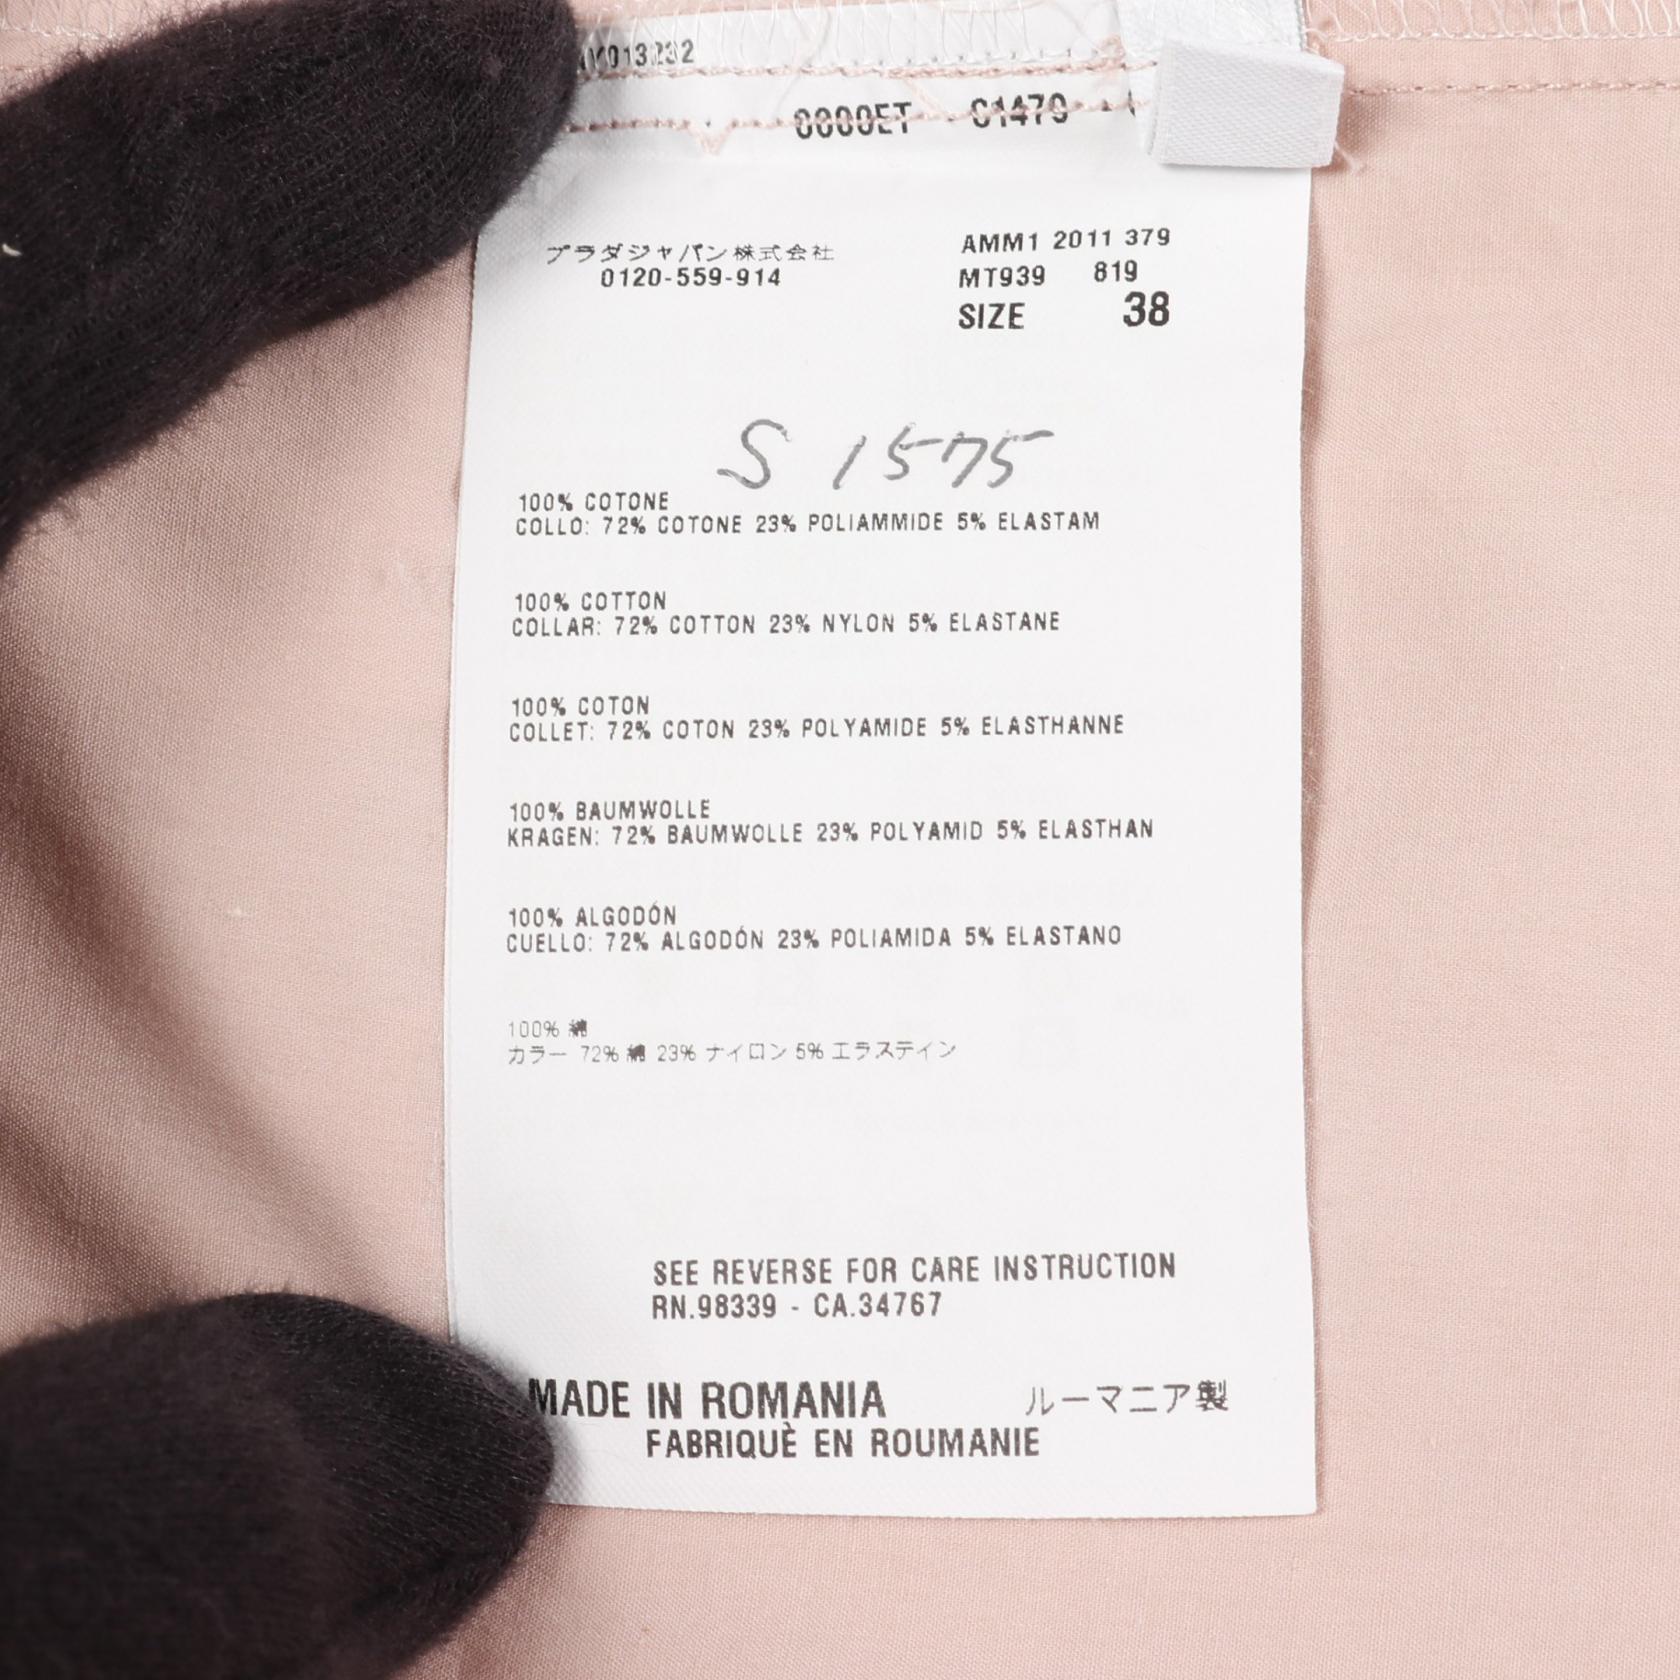 013232
0000ET C1479
プラダジャパン株式会社
0120-559-914
AMM1 2011 379
MT939 819
SIZE 38
S 1575
100% COTONE
COLLO: 72% COTONE 23% POLIAMMIDE 5% ELASTAM
100% COTTON
COLLAR: 72% COTTON 23% NYLON 5% ELASTANE
100% COTON
COLLET: 72% COTON 23% POLYAMIDE 5% ELASTHANNE
100% BAUMWOLLE
KRAGEN: 72% BAUMWOLLE 23% POLYAMID 5% ELASTHAN
100% ALGODÓN
CUELLO: 72% ALGODÓN 23% POLIAMIDA 5% ELASTANO
100% 綿
カラー 72% 綿 23% ナイロン 5% エラステイン
SEE REVERSE FOR CARE INSTRUCTION
RN.98339 - CA.34767
MADE IN ROMANIA ルーマニア製
FABRIQUÈ EN ROUMANIE